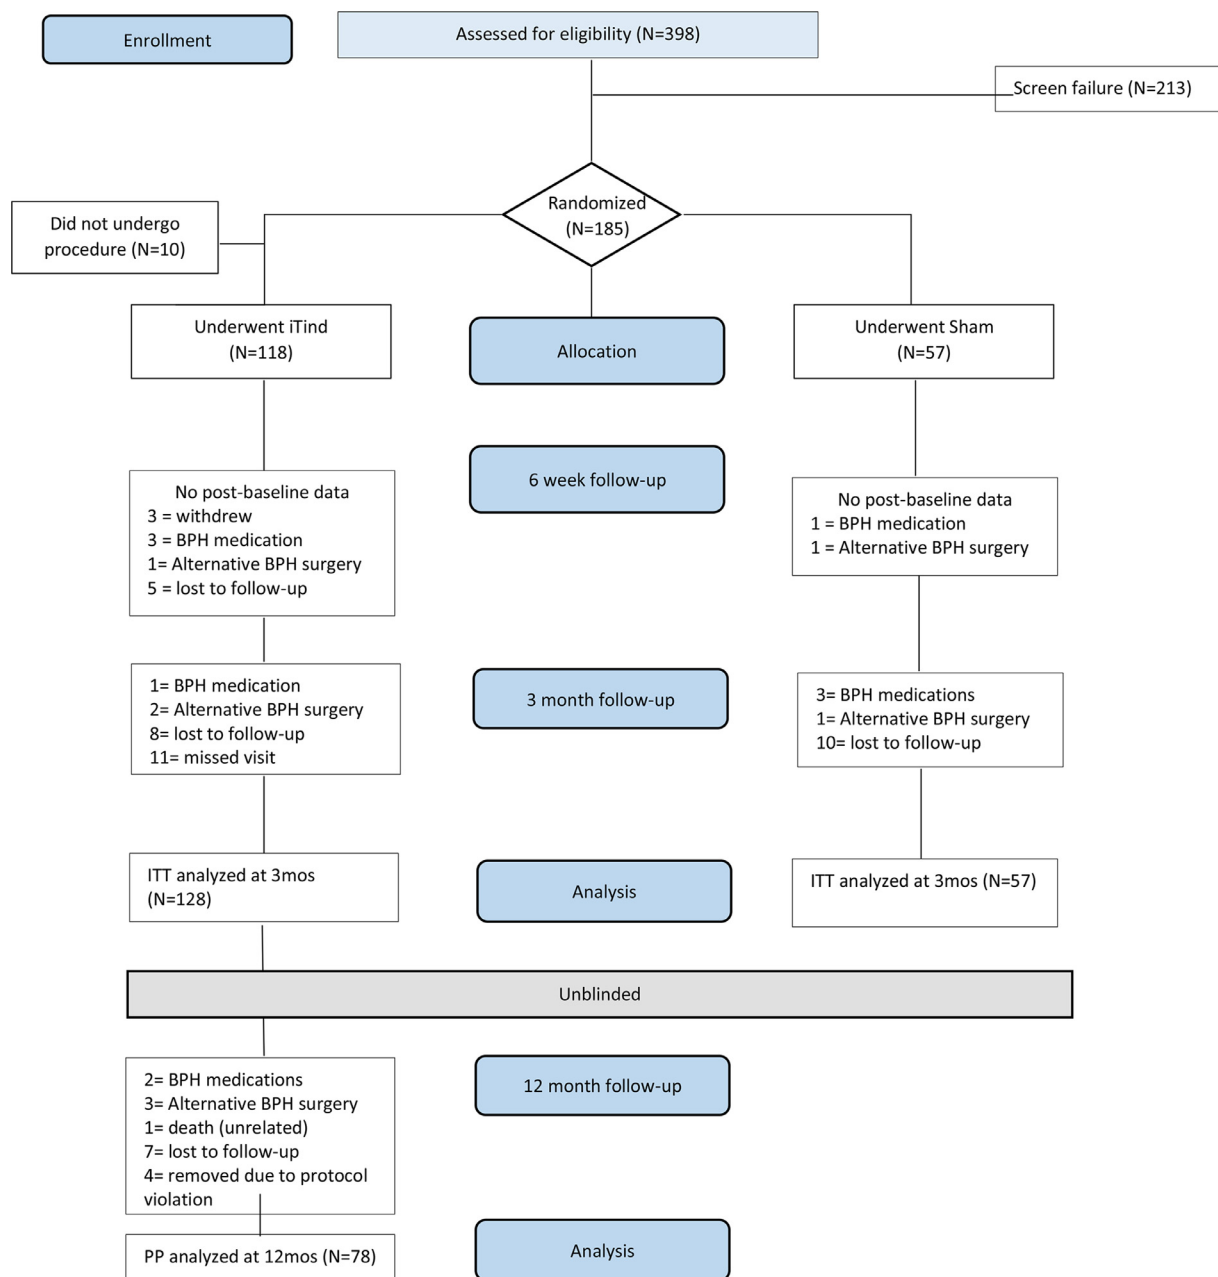 Enrollment
Assessed for eligibility (N=398)
Screen failure (N=213)
Randomized
(N=185)
Did not undergo
procedure (N=10)
Underwent iTind
(N=118)
Allocation
Underwent Sham
(N=57)
6 week follow-up
No post-baseline data
3 = withdrew
3 = BPH medication
1= Alternative BPH surgery
5 = lost to follow-up
No post-baseline data
1 = BPH medication
1 = Alternative BPH surgery
1= BPH medication
2= Alternative BPH surgery
8= lost to follow-up
11= missed visit
3 month follow-up
3= BPH medications
1= Alternative BPH surgery
10= lost to follow-up
ITT analyzed at 3mos
(N=128)
Analysis
ITT analyzed at 3mos (N=57)
Unblinded
2= BPH medications
3= Alternative BPH surgery
1= death (unrelated)
7= lost to follow-up
4= removed due to protocol
violation
12 month follow-up
PP analyzed at 12mos (N=78)
Analysis